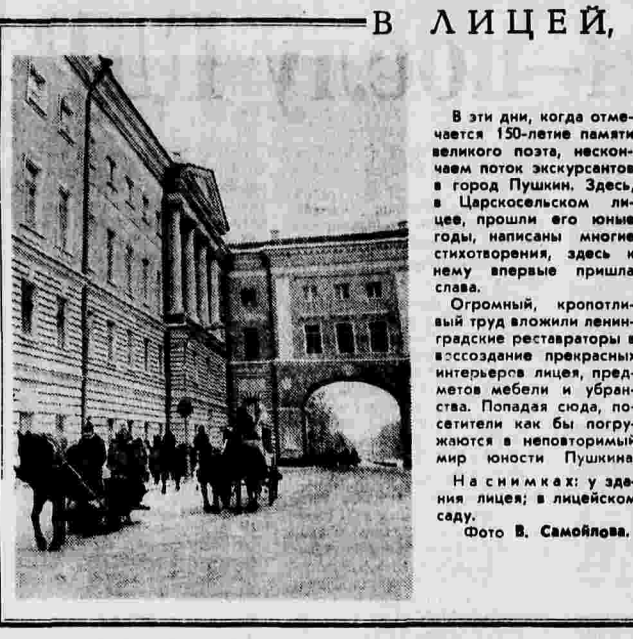 В ЛИЦЕЙ,
В эти дни, когда отме-
чается 150-летие памяти
великого поэта, нескон-
чаем поток экскурсантов
в город Пушкин. Здесь,
в Царскосельском ли-
цее, прошли его юные
годы, написаны многие
стихотворения, здесь к
нему впервые пришла
слава.
Огромный, кропотли-
вый труд вложили ленин-
градские реставраторы в
воссоздание прекрасных
интерьеров лицея, пред-
метов мебели и убран-
ства. Попадая сюда, по-
сетители как бы погру-
жаются в неповторимый
мир юности Пушкина
На снимках: у зда-
ния лицея; в лицейском
саду.
Фото В. Самойлова.